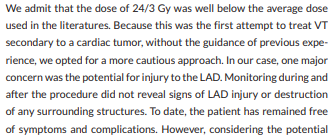 We admit that the dose of 24/3 Gy was well below the average dose
used in the literatures. Because this was the first attempt to treat VT
secondary to a cardiac tumor, without the guidance of previous expe-
rience, we opted for a more cautious approach. In our case, one major
concern was the potential for injury to the LAD. Monitoring during and
after the procedure did not reveal signs of LAD injury or destruction
of any surrounding structures. To date, the patient has remained free
of symptoms and complications. However, considering the potential